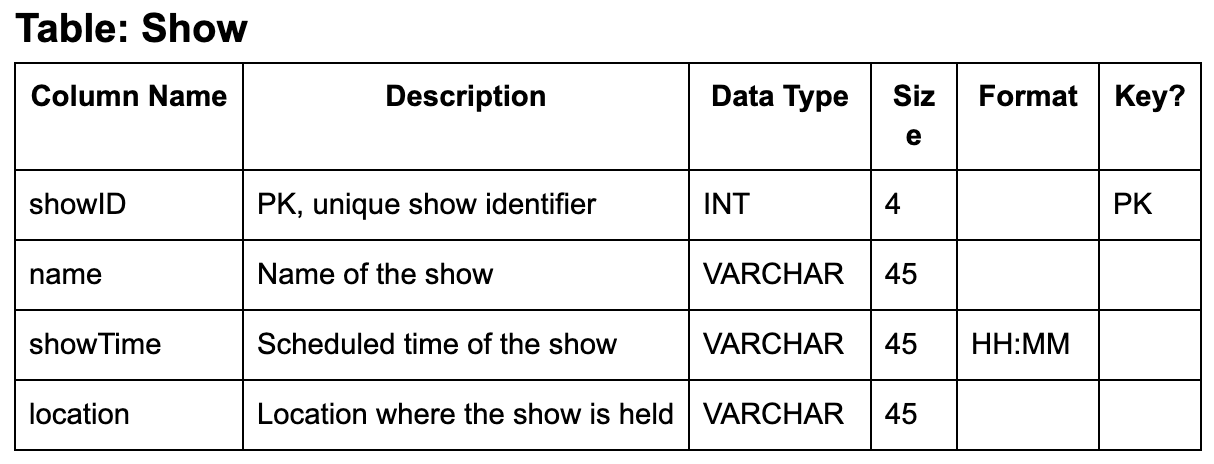 Table: Show
Column Name Description Data Type Siz Format Key?
e
showID PK, unique show identifier INT 4 PK
name Name of the show VARCHAR 45
showTime Scheduled time of the show VARCHAR 45 HH:MM
location Location where the show is held VARCHAR 45